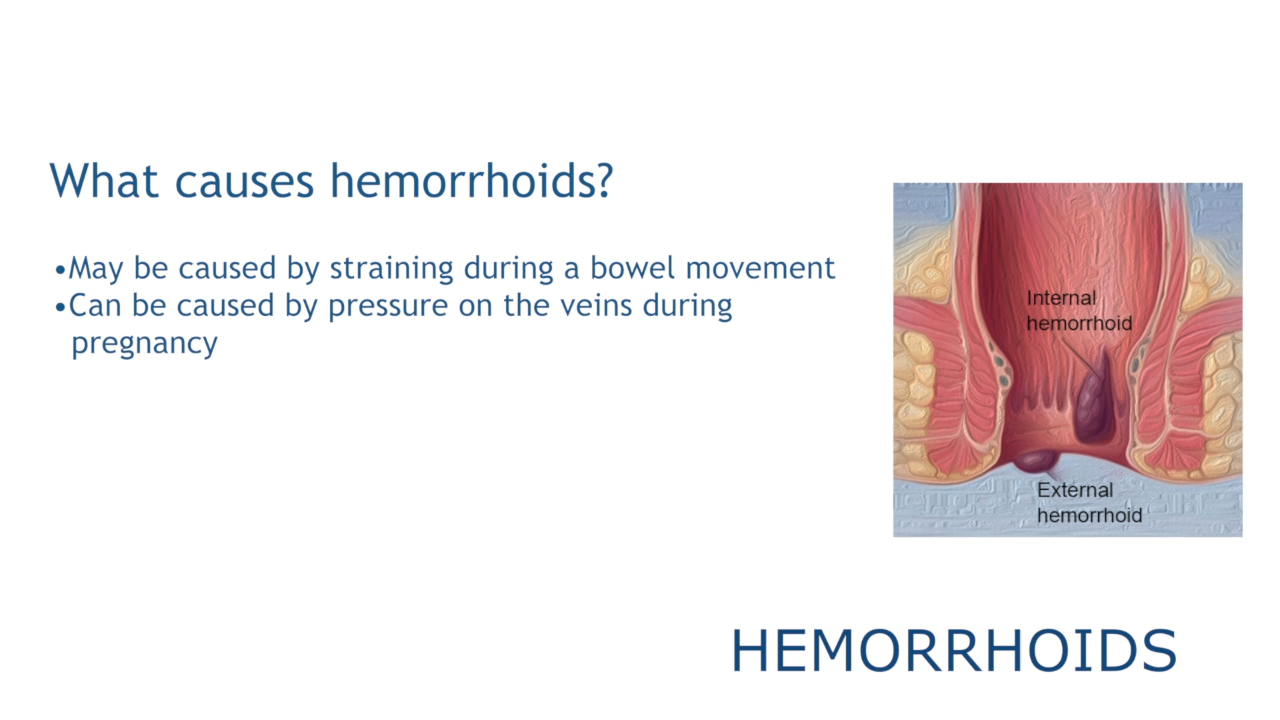 What causes hemorrhoids?
•May be caused by straining during a bowel movement
•Can be caused by pressure on the veins during
pregnancy
Internal
hemorrhoid
External
hemorrhoid
HEMORRHOIDS